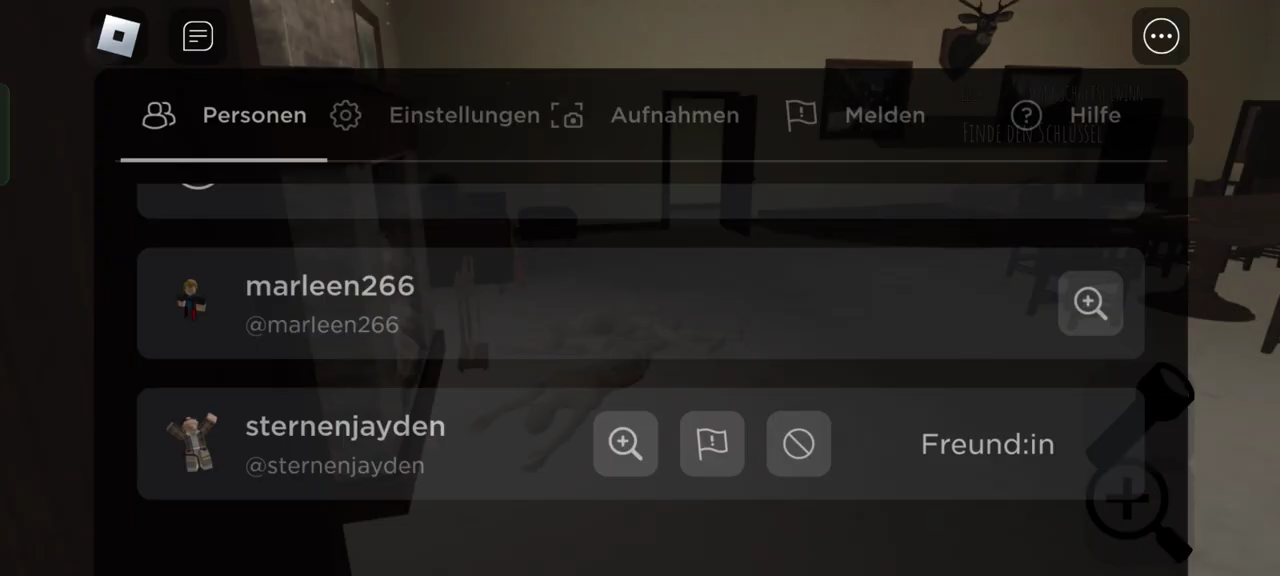 Personen
Einstellungen
Aufnahmen
Melden
Hilfe
Finde den Schlüssel
marleen266
@marleen266
sternenjayden
@sternenjayden
Freund:in